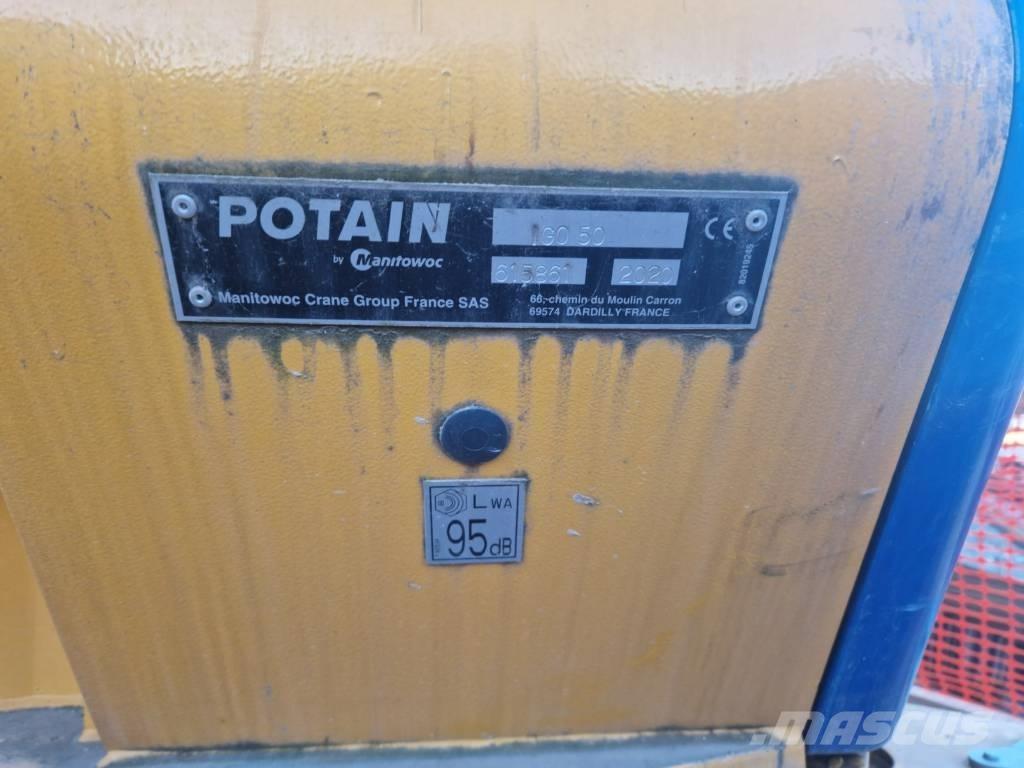 POTAIN
IGO 50
CE
by Manitowoc
615861 2020
82019245
Manitowoc Crane Group France SAS
66, chemin du Moulin Carron
69574 DARDILLY FRANCE
LWA
95dB
MASCUS